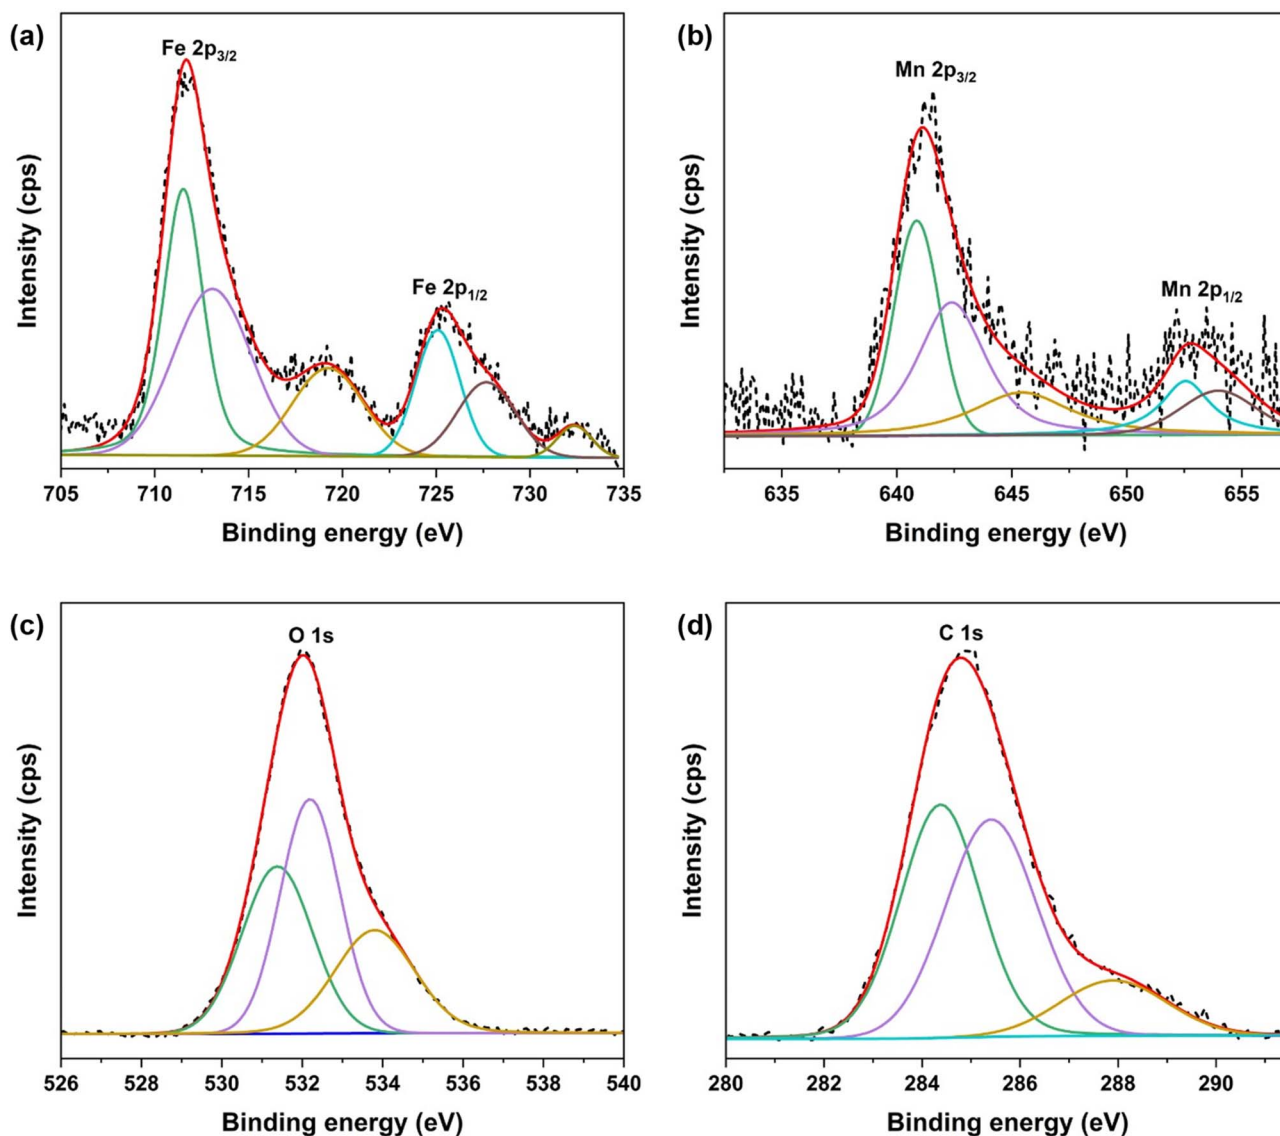 (a)
Fe 2p3/2
Fe 2p1/2
Intensity (cps)
705 710 715 720 725 730 735
Binding energy (eV)
(b)
Mn 2p3/2
Mn 2p1/2
Intensity (cps)
635 640 645 650 655
Binding energy (eV)
(c)
O 1s
Intensity (cps)
526 528 530 532 534 536 538 540
Binding energy (eV)
(d)
C 1s
Intensity (cps)
280 282 284 286 288 290
Binding energy (eV)